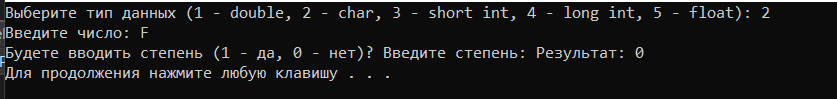 Выберите тип данных (1 - double, 2 - char, 3 - short int, 4 - long int, 5 - float): 2
Введите число: F
Будете вводить степень (1 - да, 0 - нет)? Введите степень: Результат: 0
Для продолжения нажмите любую клавишу . . .